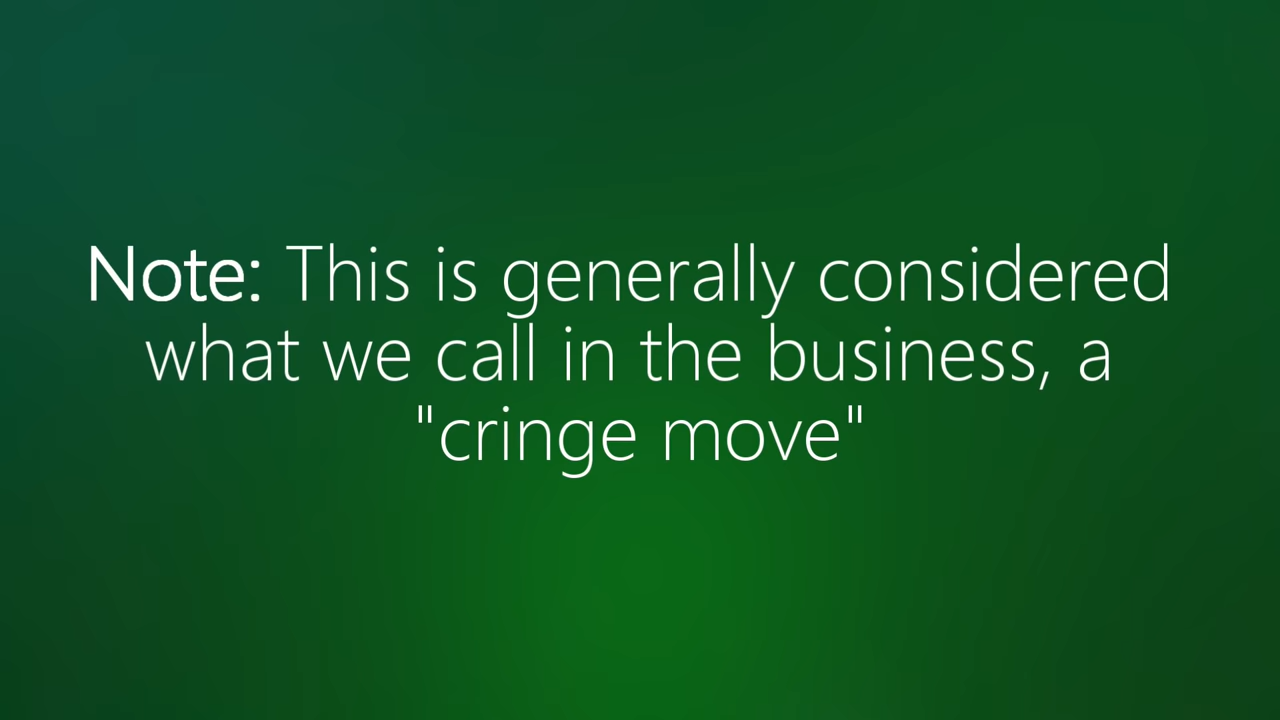 Note: This is generally considered
what we call in the business, a
"cringe move"